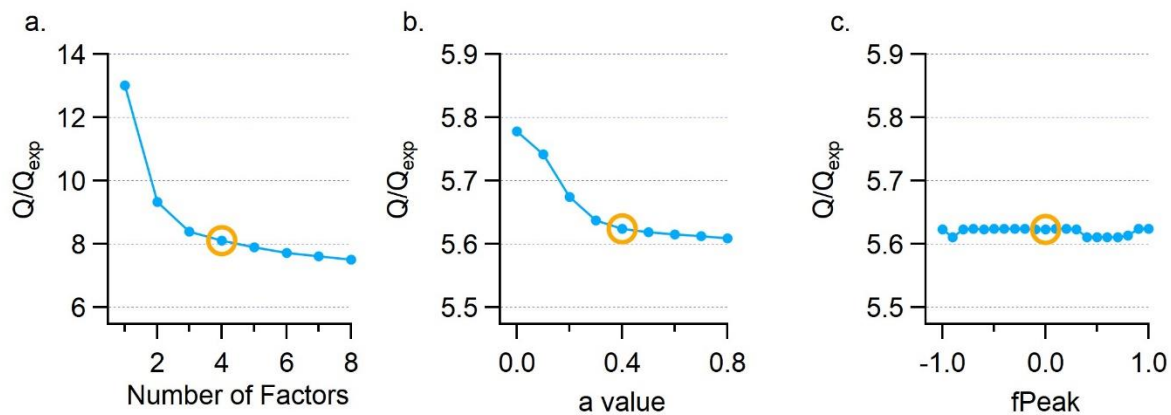 a.
14
12
10
8
6
Q/Qexp
2 4 6 8
Number of Factors
b.
5.9
5.8
5.7
5.6
5.5
Q/Qexp
0.0 0.4 0.8
a value
c.
5.9
5.8
5.7
5.6
5.5
Q/Qexp
-1.0 0.0 1.0
fPeak